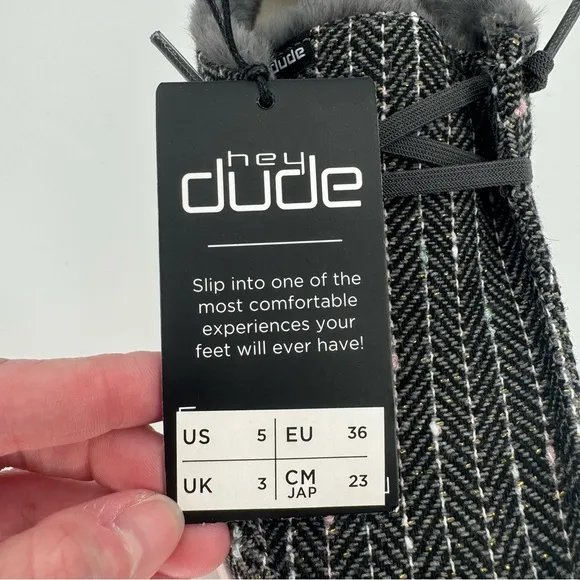 dude
hey
dude
Slip into one of the
most comfortable
experiences your
feet will ever have!
US 5 EU 36
UK 3 CM JAP 23